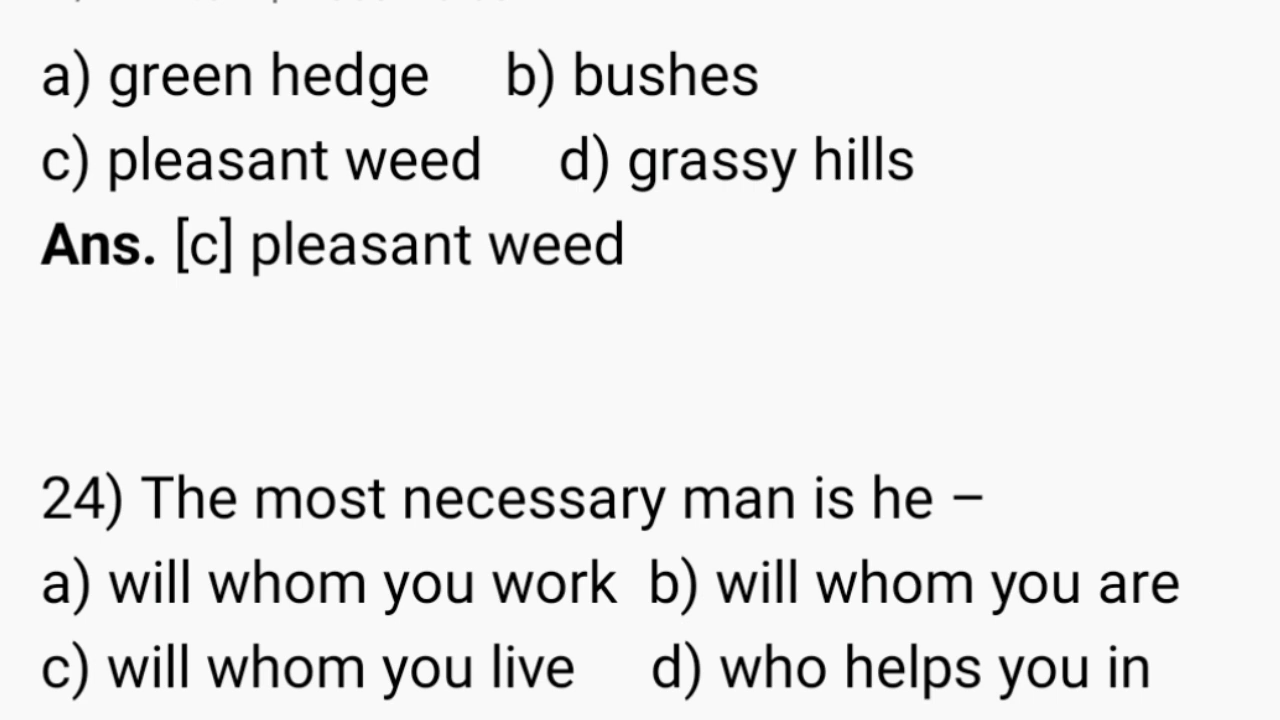 a) green hedge b) bushes
c) pleasant weed d) grassy hills
Ans. [c] pleasant weed
24) The most necessary man is he –
a) will whom you work b) will whom you are
c) will whom you live d) who helps you in